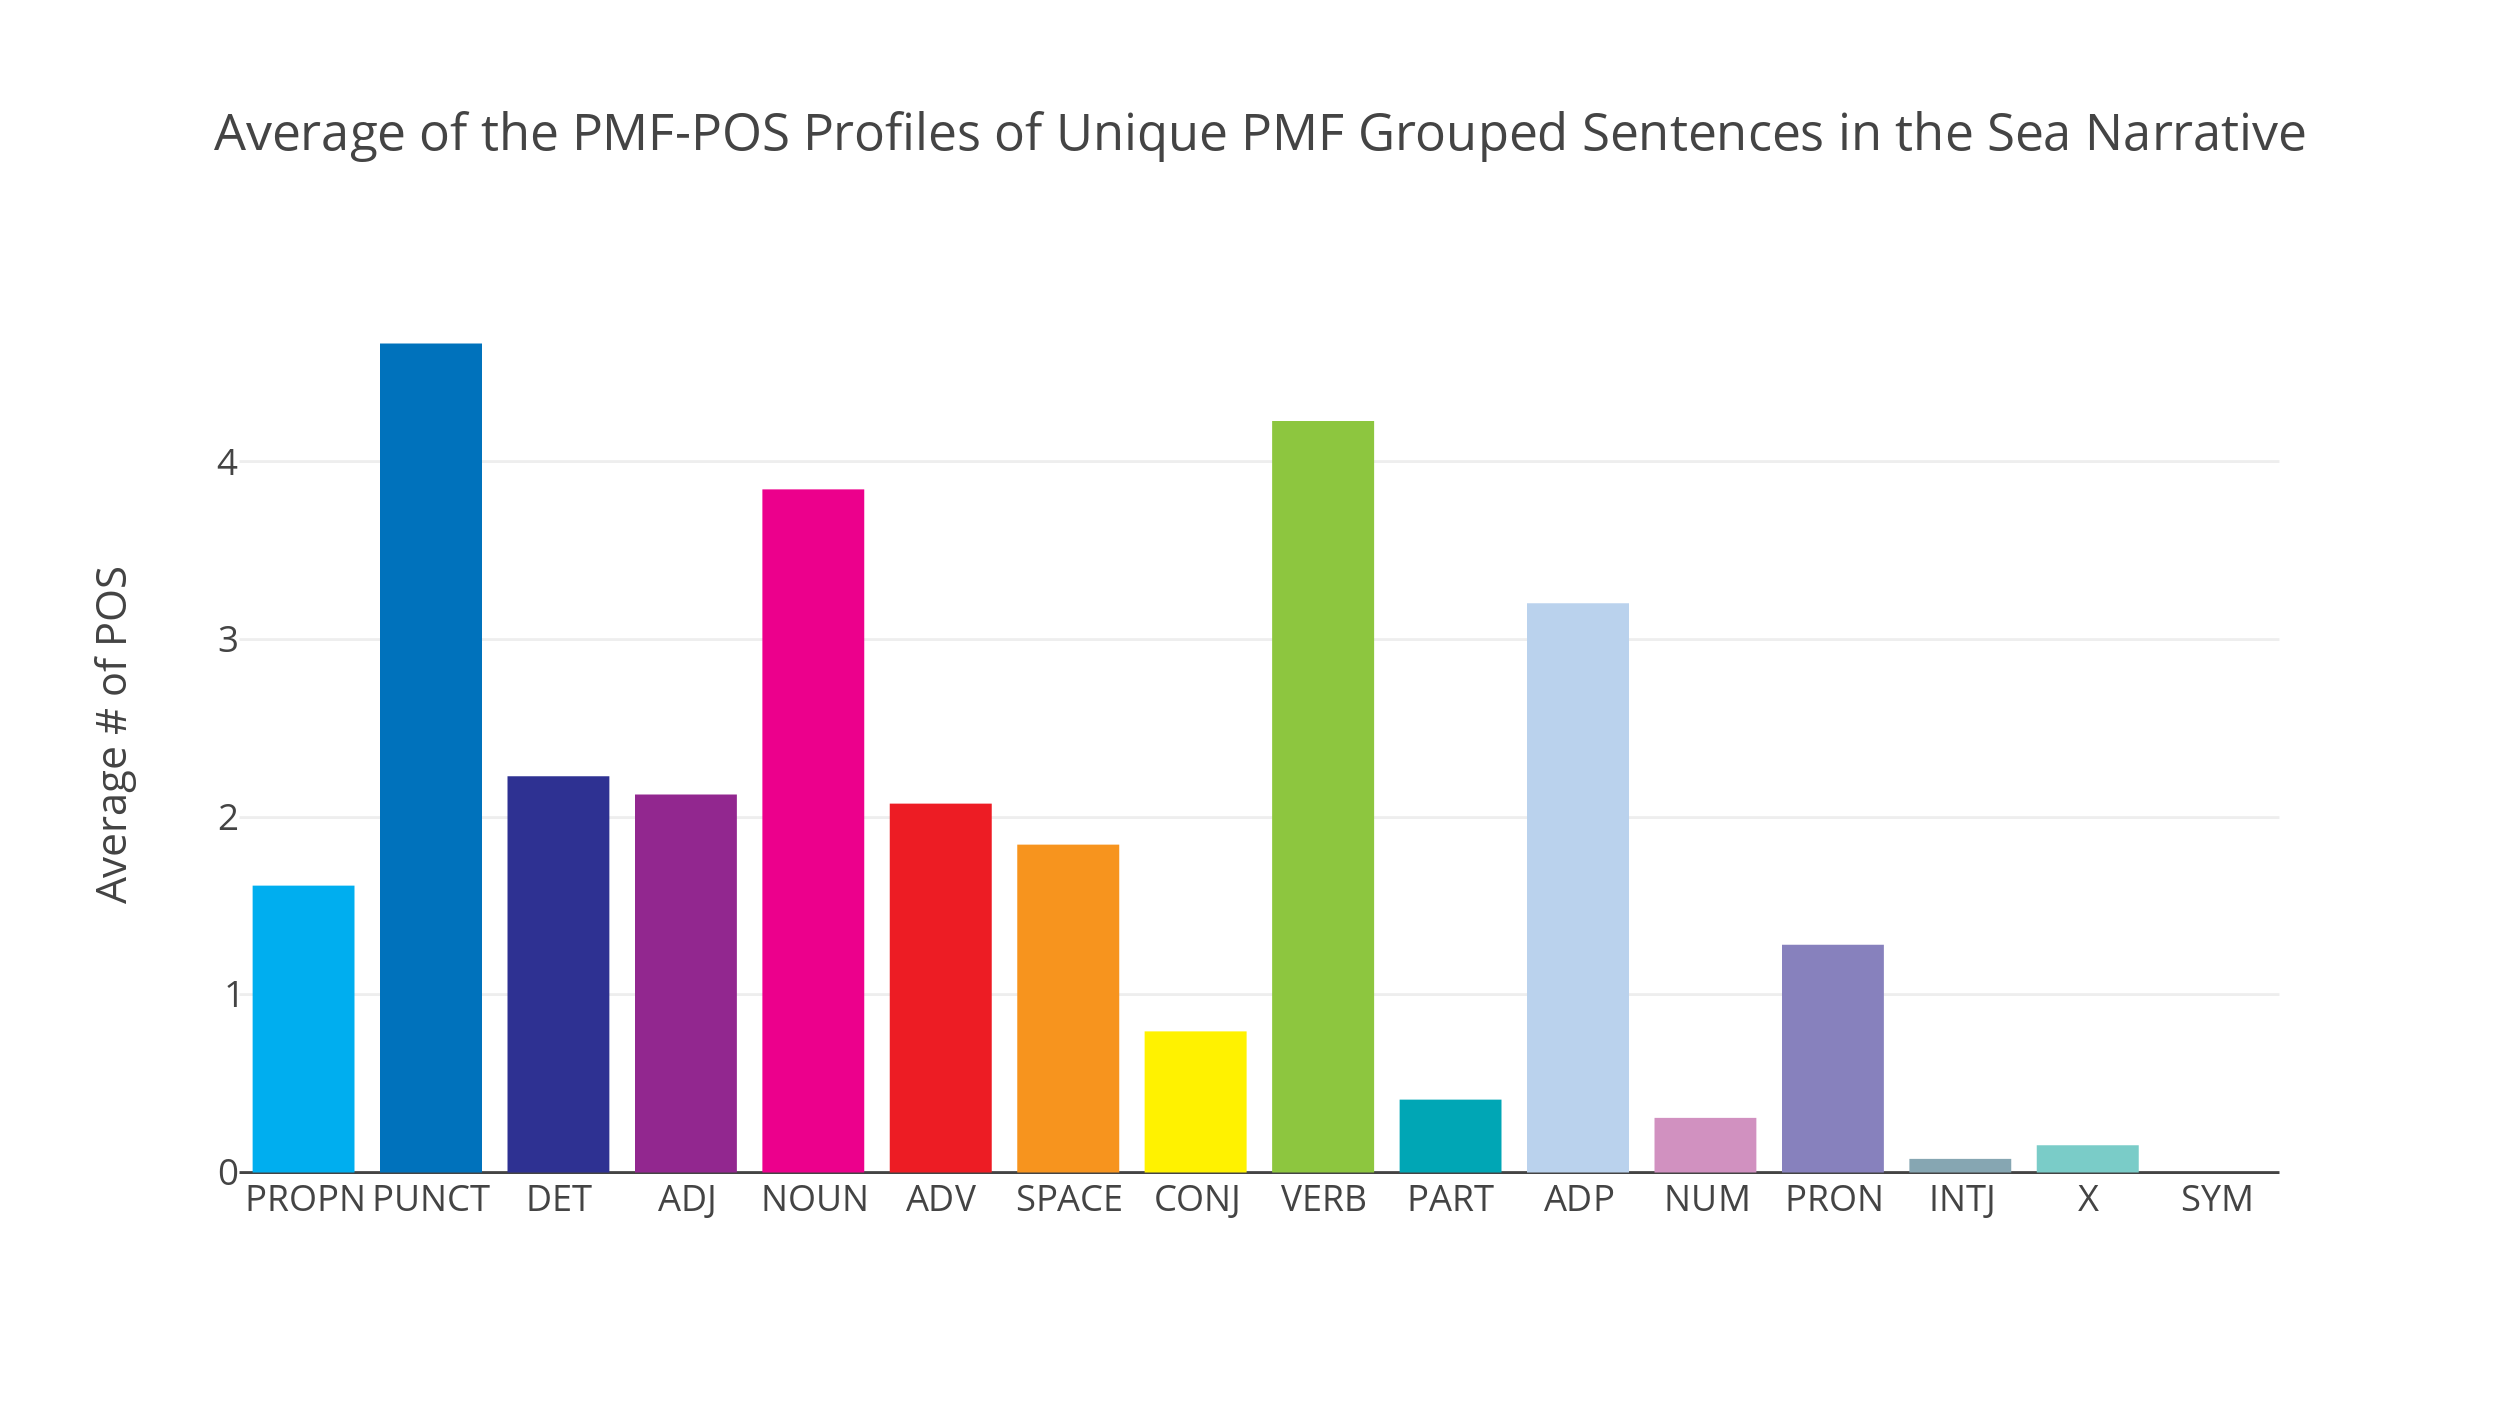 Average of the PMF-POS Profiles of Unique PMF Grouped Sentences in the Sea Narrative
Average # of POS
4
3
2
1
0
PROPN PUNCT DET ADJ NOUN ADV SPACE CONJ VERB PART ADP NUM PRON INTJ X SYM